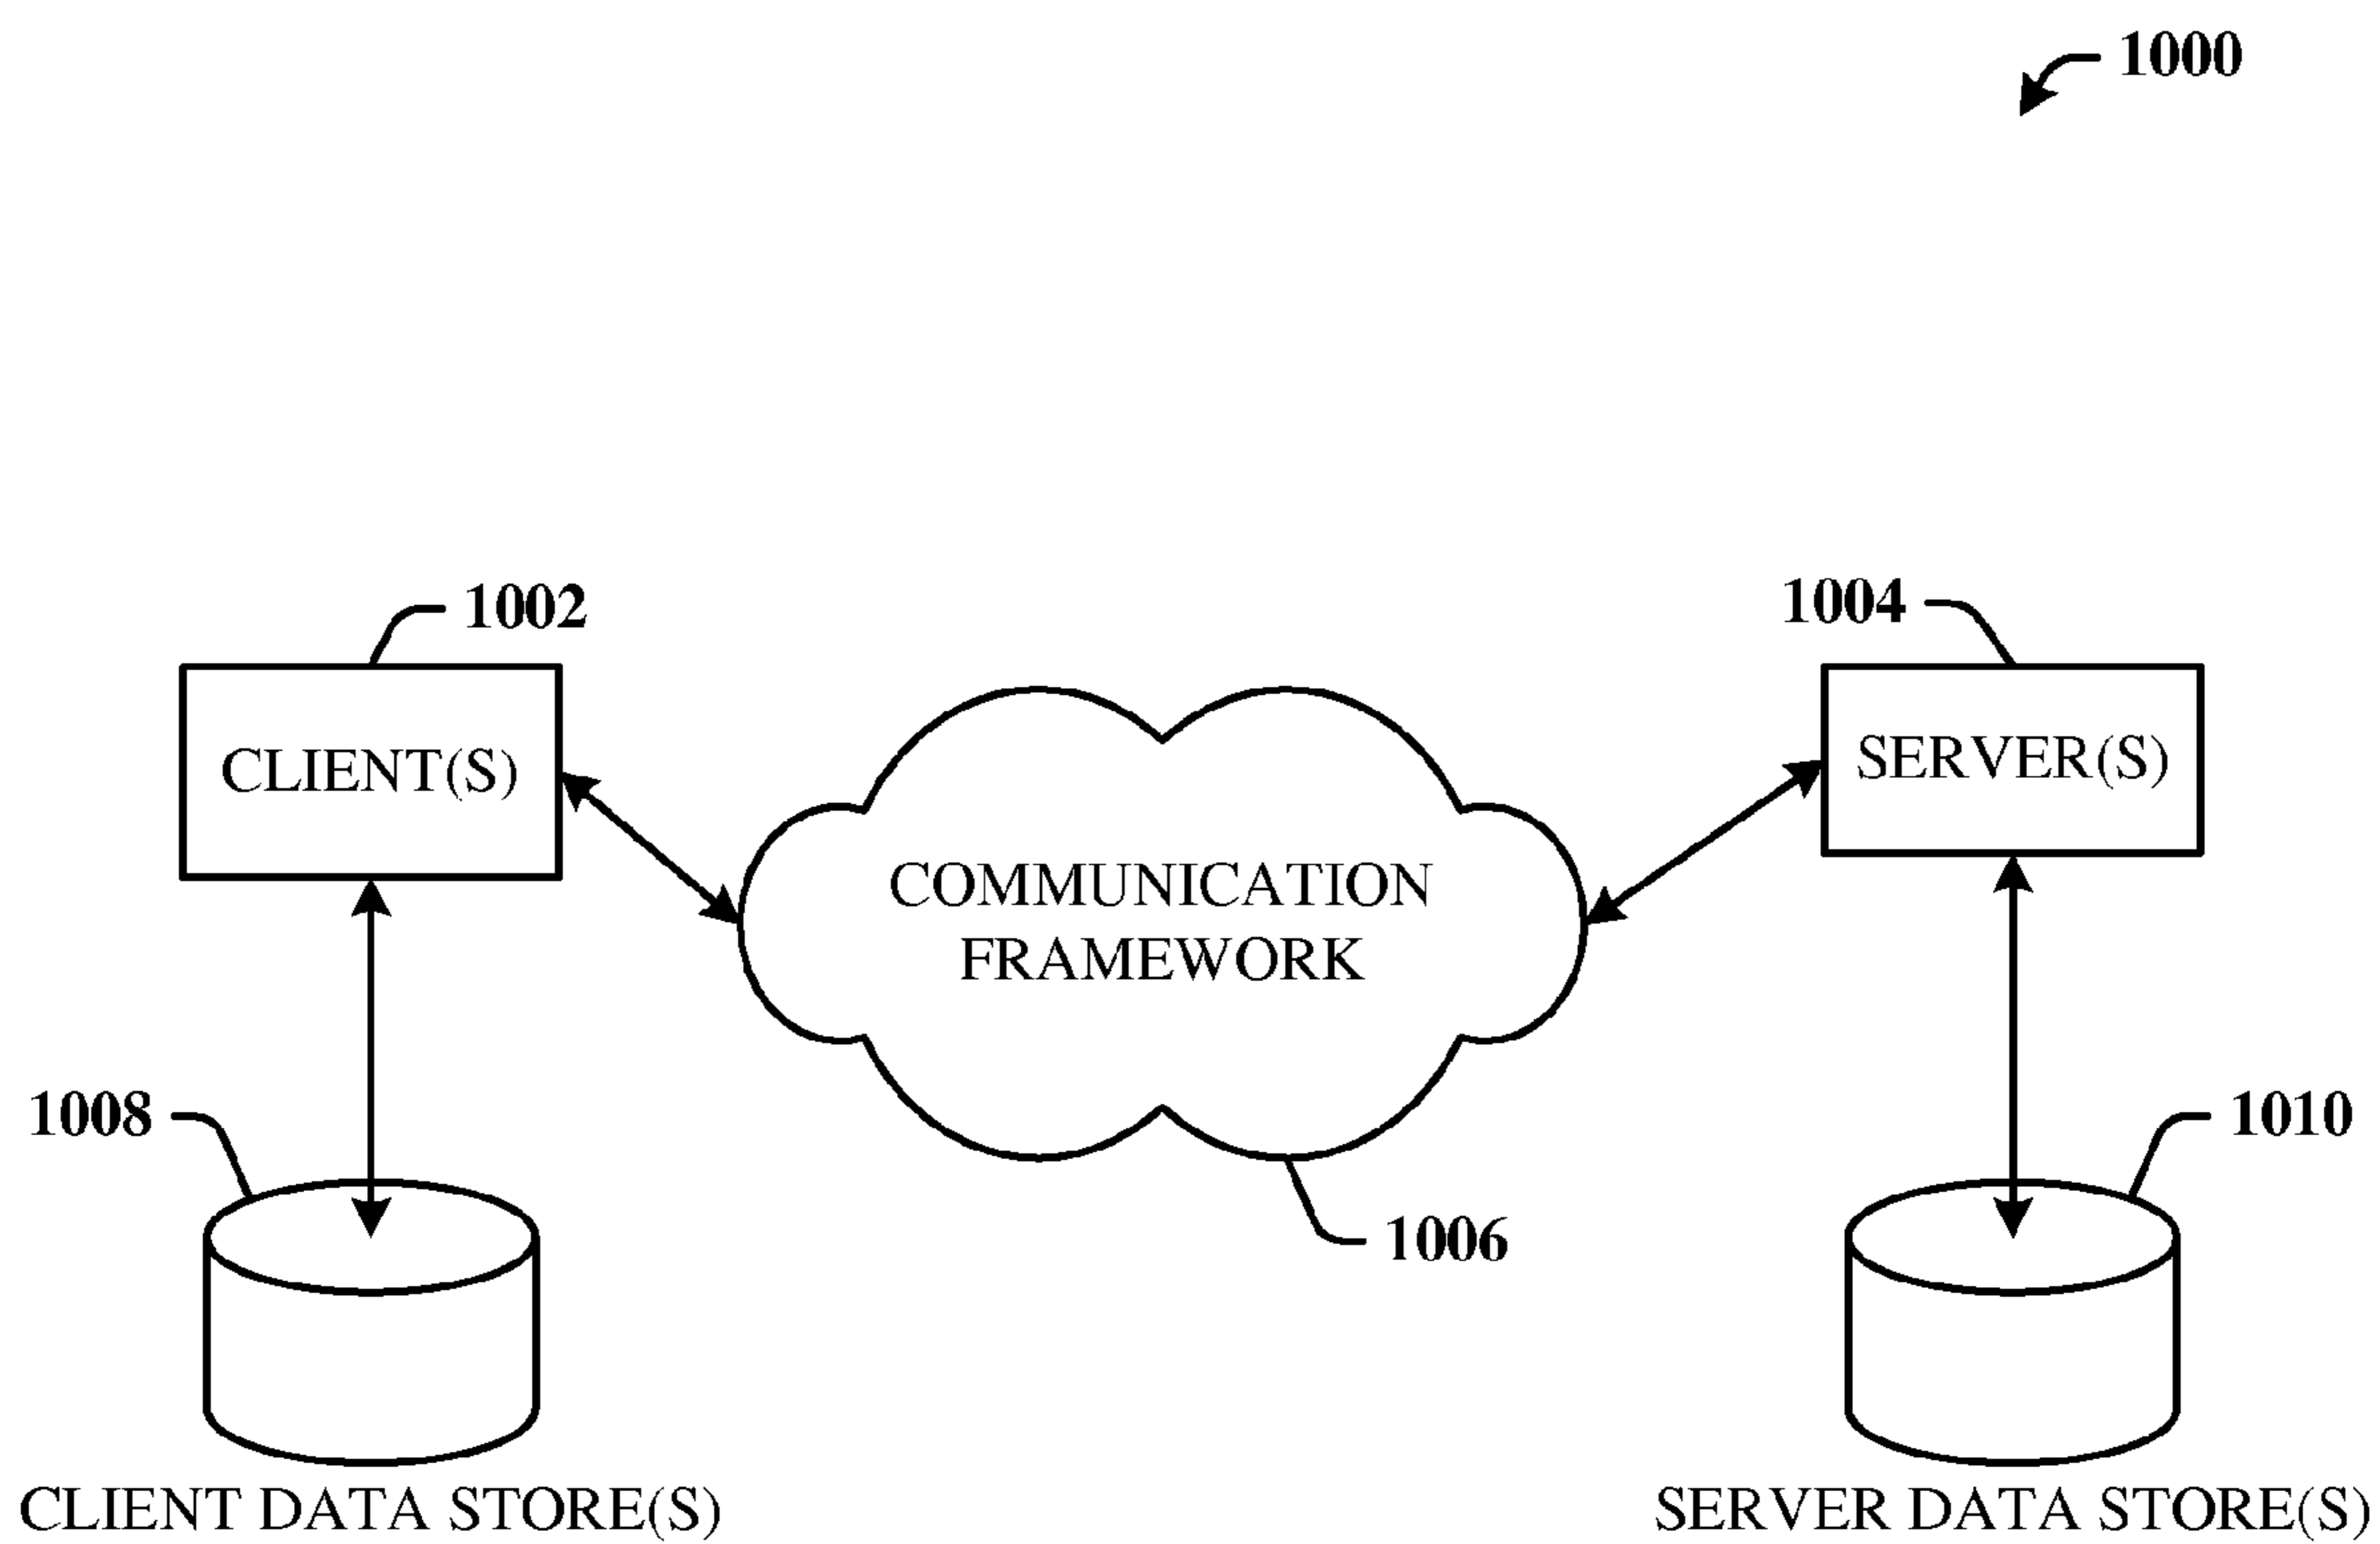 1000
1002
1004
CLIENT(S)
SERVER(S)
COMMUNICATION
FRAMEWORK
1008
1010
1006
CLIENT DATA STORE(S)
SERVER DATA STORE(S)